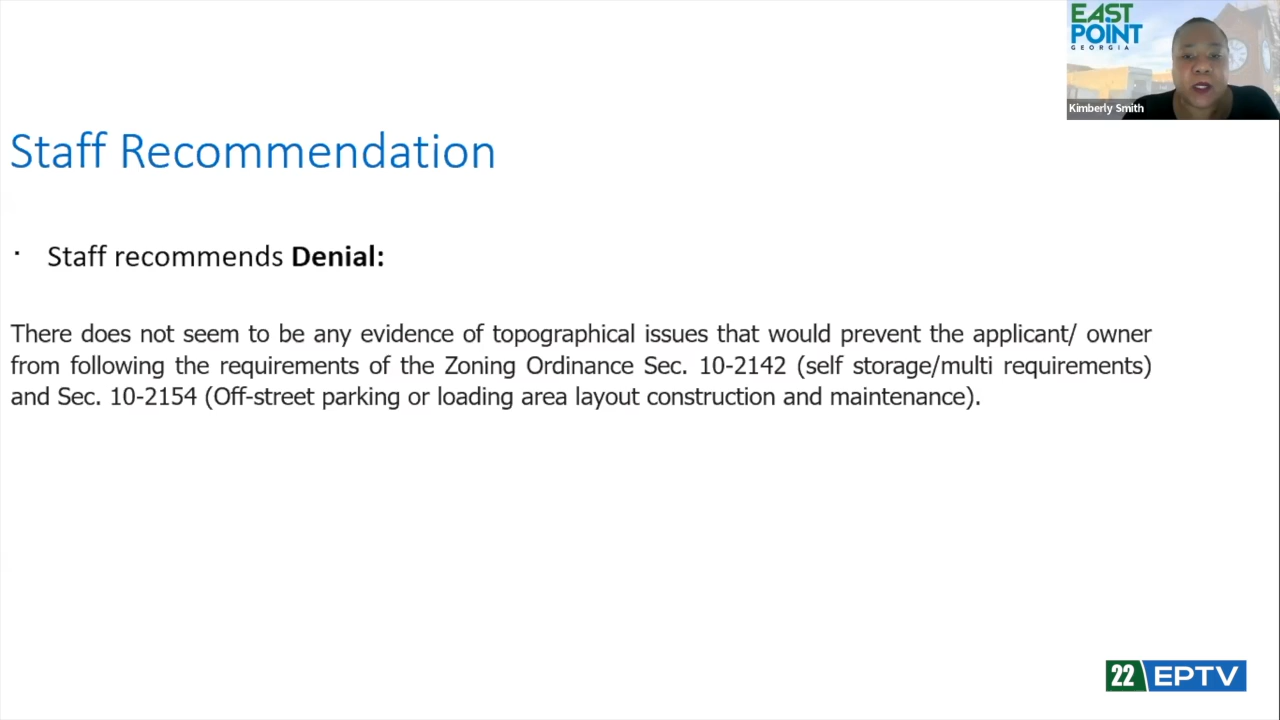 EAST
POINT
GEORGIA
Kimberly Smith
Staff Recommendation
· Staff recommends Denial:
There does not seem to be any evidence of topographical issues that would prevent the applicant/ owner
from following the requirements of the Zoning Ordinance Sec. 10-2142 (self storage/multi requirements)
and Sec. 10-2154 (Off-street parking or loading area layout construction and maintenance).
22 EPTV